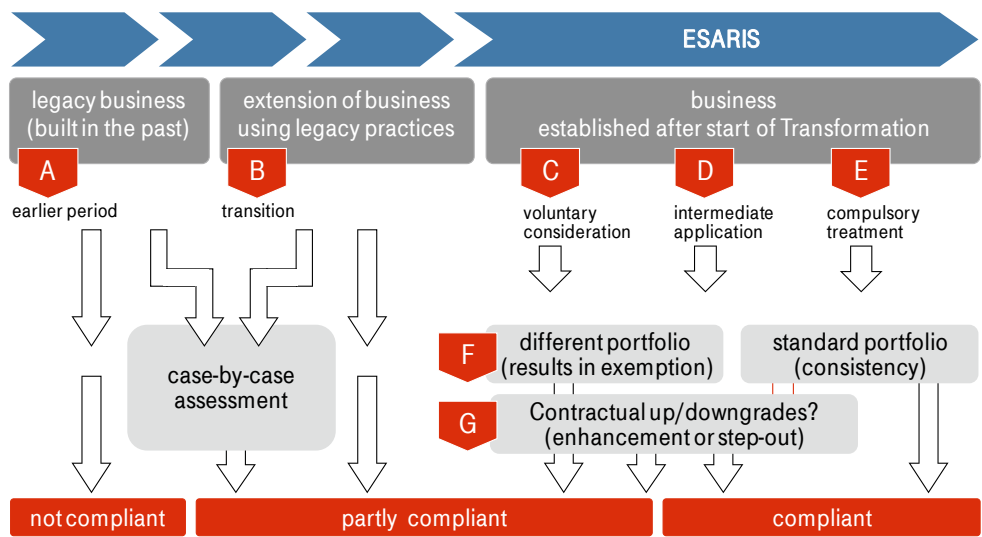 ESARIS
legacy business
(built in the past)
extension of business
using legacy practices
business
established after start of Transformation
A
B
C
D
E
earlier period
transition
voluntary
consideration
intermediate
application
compulsory
treatment
F
different portfolio
(results in exemption)
standard portfolio
(consistency)
case-by-case
assessment
G
Contractual up/downgrades?
(enhancement or step-out)
not compliant
partly compliant
compliant